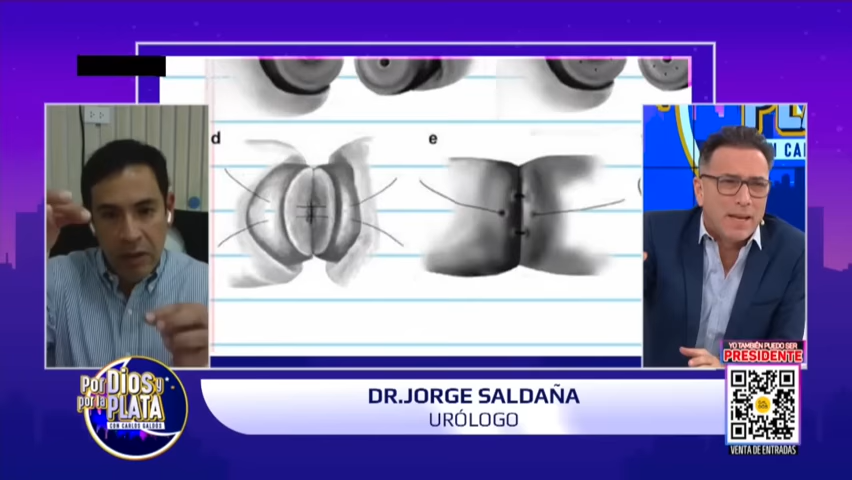 d
e
DR.JORGE SALDAÑA
URÓLOGO
POR DIOS Y
por la
PLATA
CON CARLOS GALDÓS
YO TAMBIÉN PUEDO SER
PRESIDENTE
VENTA DE ENTRADAS